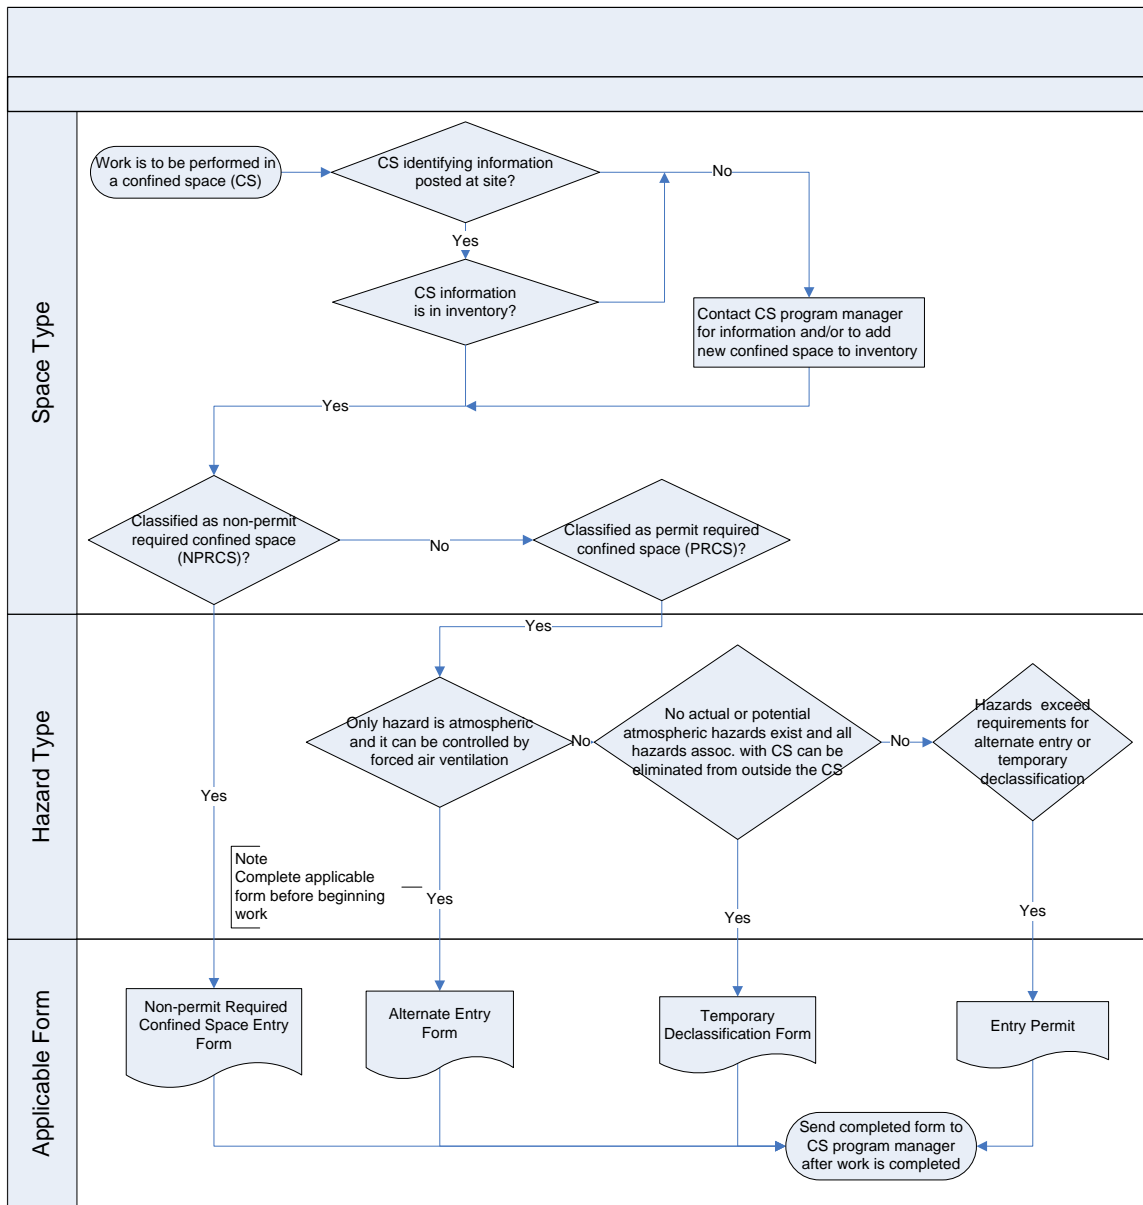 Space Type
Work is to be performed in
a confined space (CS)
CS identifying information
posted at site?
No
Yes
CS information
is in inventory?
Contact CS program manager
for information and/or to add
new confined space to inventory
Yes
Classified as non-permit
required confined space
(NPRCS)?
No
Classified as permit required
confined space (PRCS)?
Hazard Type
Yes
Only hazard is atmospheric
and it can be controlled by
forced air ventilation
No
No actual or potential
atmospheric hazards exist and all
hazards assoc. with CS can be
eliminated from outside the CS
No
Hazards exceed
requirements for
alternate entry or
temporary
declassification
Yes
Note
Complete applicable
form before beginning
work
Yes
Yes
Yes
Applicable Form
Non-permit Required
Confined Space Entry
Form
Alternate Entry
Form
Temporary
Declassification Form
Entry Permit
Send completed form to
CS program manager
after work is completed